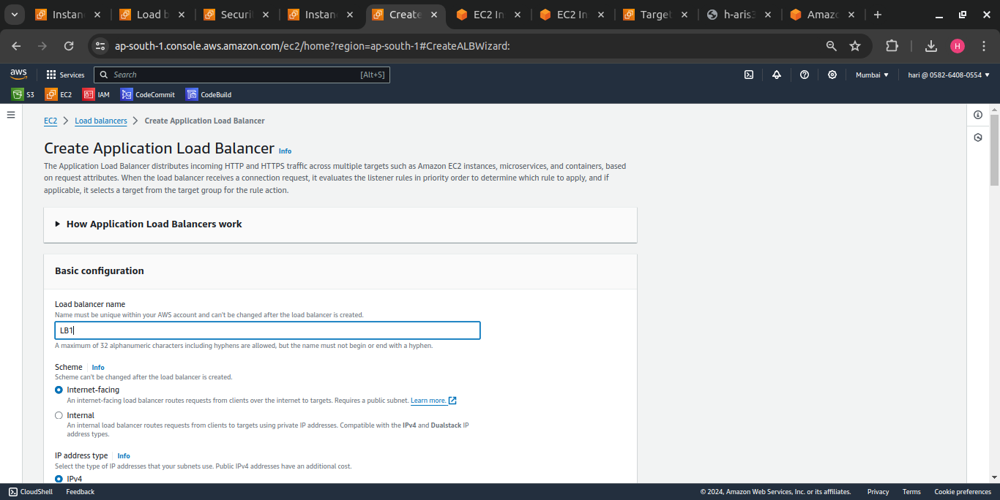 Instan
Load b
Securi
Instan
Create
EC2 In
EC2 In
Target
h-aris
Amazo
ap-south-1.console.aws.amazon.com/ec2/home?region=ap-south-1#CreateALBWizard:
H
aws
Services
Search
[Alt+S]
Mumbai
hari @ 0582-6408-0554
S3
EC2
IAM
CodeCommit
CodeBuild
EC2 > Load balancers > Create Application Load Balancer
Create Application Load Balancer Info
The Application Load Balancer distributes incoming HTTP and HTTPS traffic across multiple targets such as Amazon EC2 instances, microservices, and containers, based
on request attributes. When the load balancer receives a connection request, it evaluates the listener rules in priority order to determine which rule to apply, and if
applicable, it selects a target from the target group for the rule action.
How Application Load Balancers work
Basic configuration
Load balancer name
Name must be unique within your AWS account and can't be changed after the load balancer is created.
LB1
A maximum of 32 alphanumeric characters including hyphens are allowed, but the name must not begin or end with a hyphen.
Scheme Info
Scheme can't be changed after the load balancer is created.
Internet-facing
An internet-facing load balancer routes requests from clients over the internet to targets. Requires a public subnet. Learn more.
Internal
An internal load balancer routes requests from clients to targets using private IP addresses. Compatible with the IPv4 and Dualstack IP
address types.
IP address type Info
Select the type of IP addresses that your subnets use. Public IPv4 addresses have an additional cost.
IPv4
CloudShell
Feedback
© 2024, Amazon Web Services, Inc. or its affiliates.
Privacy
Terms
Cookie preferences